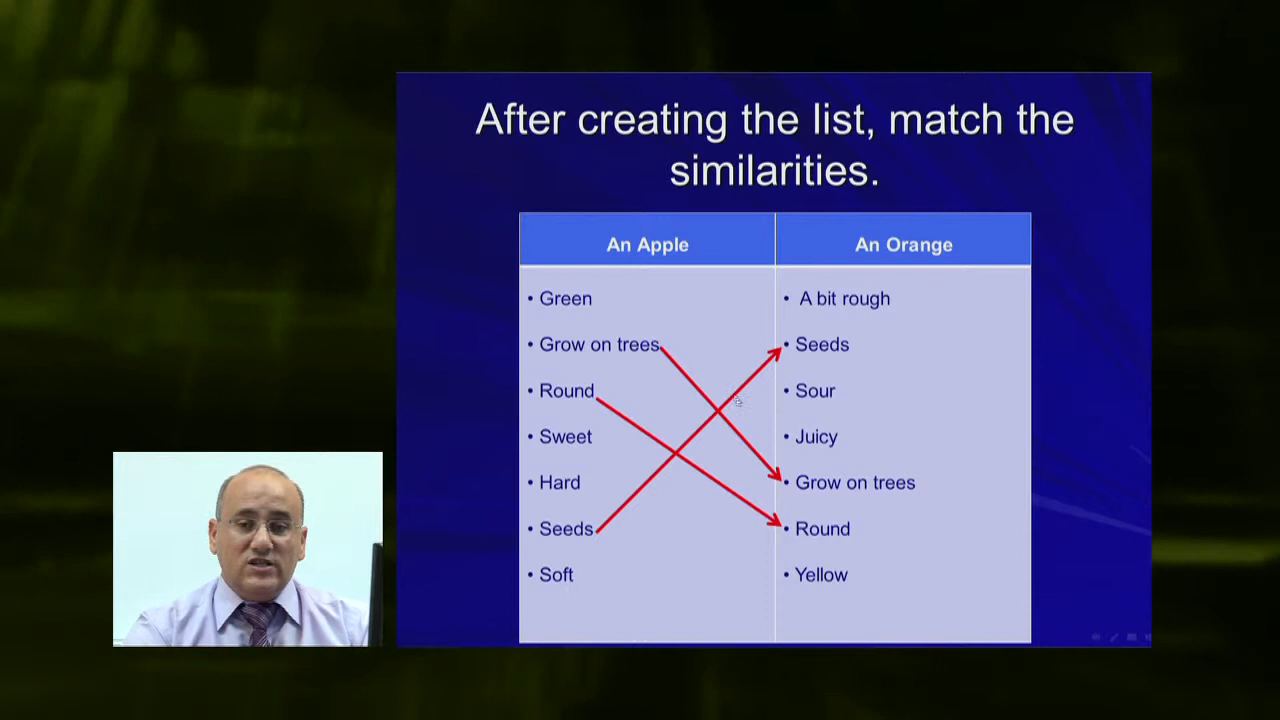 After creating the list, match the
similarities.
An Apple
An Orange
• Green
• Grow on trees
• Round
• Sweet
• Hard
• Seeds
• Soft
• A bit rough
• Seeds
• Sour
• Juicy
• Grow on trees
• Round
• Yellow